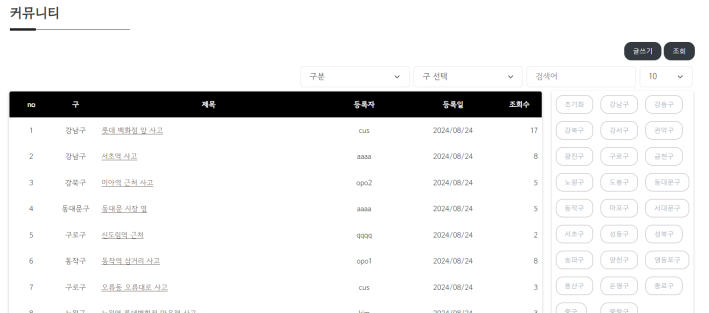 커뮤니티
글쓰기 조회
구분 구 선택 검색어 10
no 구 제목 등록자 등록일 조회수
1 강남구 롯데 백화점 앞 사고 cus 2024/08/24 17
2 강남구 서초역 사고 aaaa 2024/08/24 8
3 강북구 미아역 근처 사고 opo2 2024/08/24 5
4 동대문구 동대문 시장 옆 aaaa 2024/08/24 5
5 구로구 신도림역 근처 qqqq 2024/08/24 2
6 동작구 동작역 삼거리 사고 opo1 2024/08/24 8
7 구로구 오류동 오류대로 사고 cus 2024/08/24 3
초기화 강남구 강동구
강북구 강서구 관악구
광진구 구로구 금천구
노원구 도봉구 동대문구
동작구 마포구 서대문구
서초구 성동구 성북구
송파구 양천구 영등포구
용산구 은평구 종로구